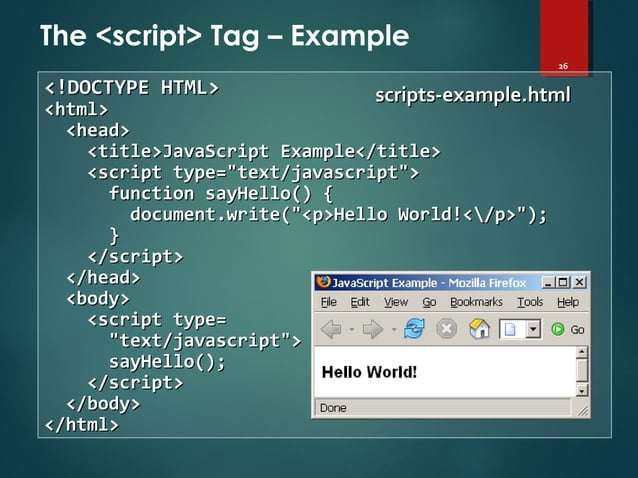 The <script> Tag – Example
26
<!DOCTYPE HTML>
scripts-example.html
<html>
<head>
<title>JavaScript Example</title>
<script type="text/javascript">
function sayHello() {
document.write("<p>Hello World!<\/p>");
}
</script>
</head>
<body>
<script type=
"text/javascript">
sayHello();
</script>
</body>
</html>
JavaScript Example - Mozilla Firefox
File Edit View Go Bookmarks Tools Help
Go
Hello World!
Done